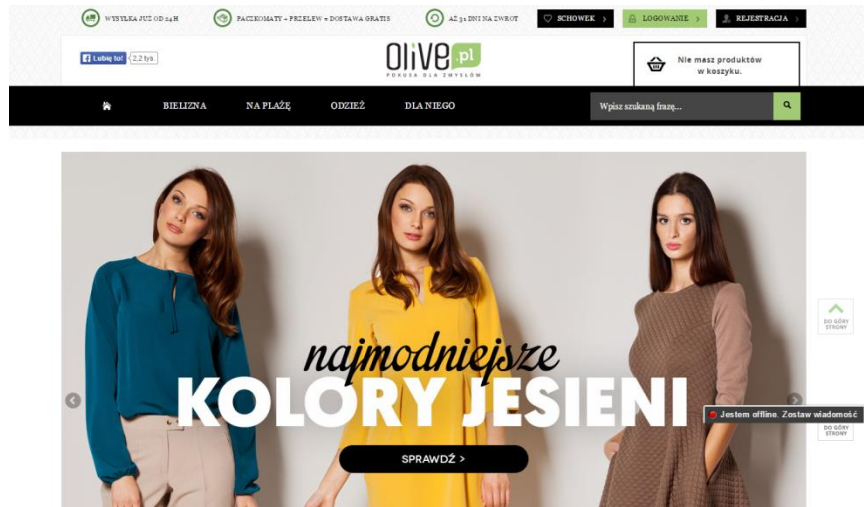 WYSYŁKA JUŻ OD 24H
PACZKOMATY + PRZELEW = DOSTAWA GRATIS
AŻ 31 DNI NA ZWROT
SCHOWEK >
LOGOWANIE >
REJESTRACJA >
Lubię to! 2,2 tys.
OLIVE.pl
POKUSA DLA ZMYSŁÓW
Nie masz produktów
w koszyku.
BIELIZNA
NA PLAŻĘ
ODZIEŻ
DLA NIEGO
Wpisz szukaną frazę...
najmodniejsze
KOLORY JESIENI
SPRAWDŹ >
DO GÓRY
STRONY
Jestem offline. Zostaw wiadomość
DO GÓRY
STRONY